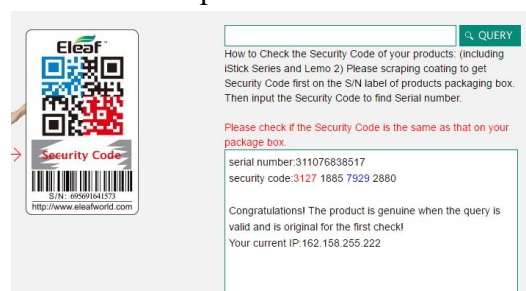 Eleaf
Security Code
S/N: 695691641573
http://www.eleafworld.com
QUERY
How to Check the Security Code of your products: (including
iStick Series and Lemo 2) Please scraping coating to get
Security Code first on the S/N label of products packaging box.
Then input the Security Code to find Serial number.
Please check if the Security Code is the same as that on your
package box.
serial number:311076838517
security code:3127 1885 7929 2880
Congratulations! The product is genuine when the query is
valid and is original for the first check!
Your current IP:162.158.255.222